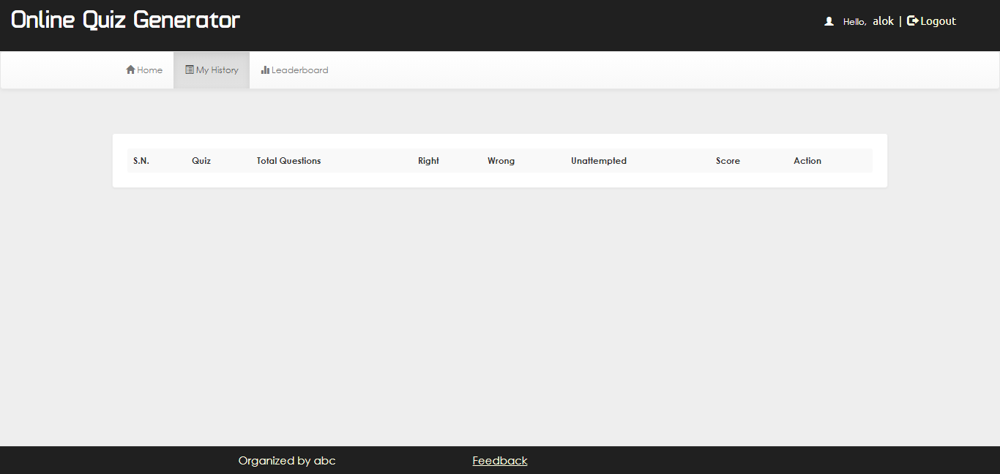 Online Quiz Generator
Hello, alok | Logout
Home My History Leaderboard
S.N. Quiz Total Questions Right Wrong Unattempted Score Action
Organized by abc Feedback